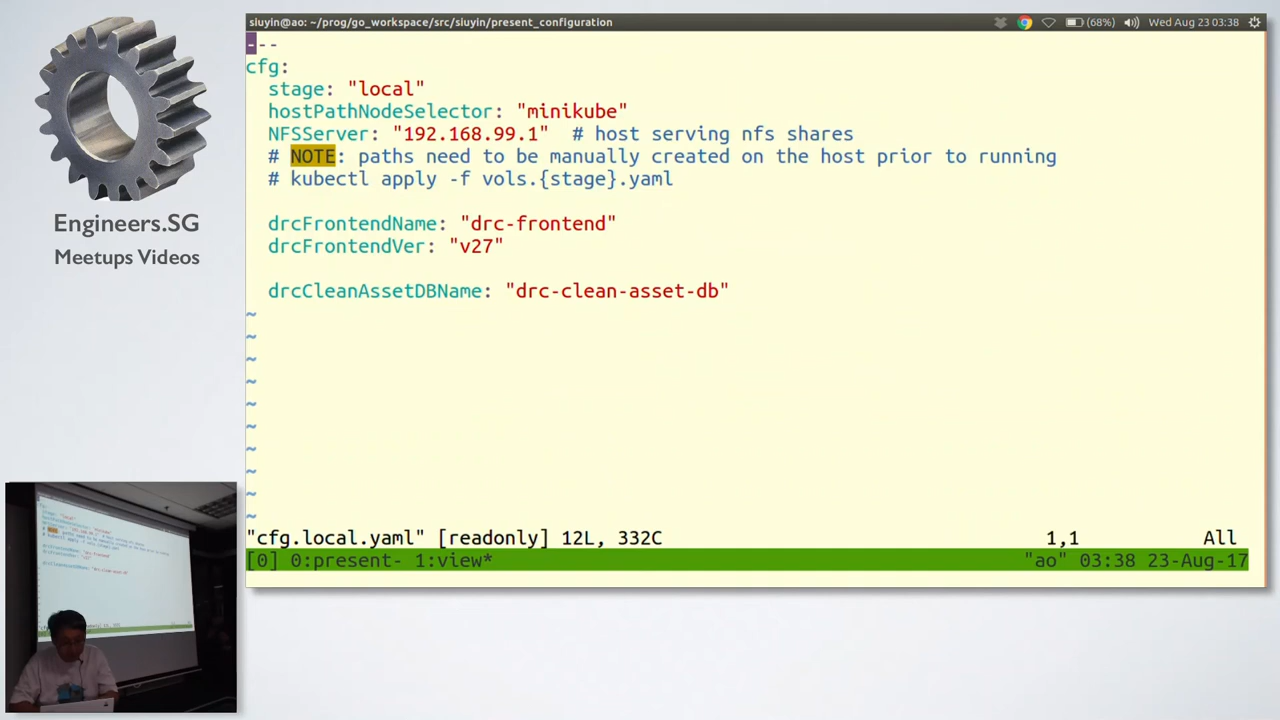 siuyin@ao: ~/prog/go_workspace/src/siuyin/present_configuration
(68%)
Wed Aug 23 03:38
---
cfg:
stage: "local"
hostPathNodeSelector: "minikube"
NFSServer: "192.168.99.1" # host serving nfs shares
# NOTE: paths need to be manually created on the host prior to running
# kubectl apply -f vols.{stage}.yaml
drcFrontendName: "drc-frontend"
drcFrontendVer: "v27"
drcCleanAssetDBName: "drc-clean-asset-db"
~
~
~
~
~
~
~
~
~
~
"cfg.local.yaml" [readonly] 12L, 332C
1,1
All
[0] 0:present- 1:view*
"ao" 03:38 23-Aug-17
Engineers.SG
Meetups Videos